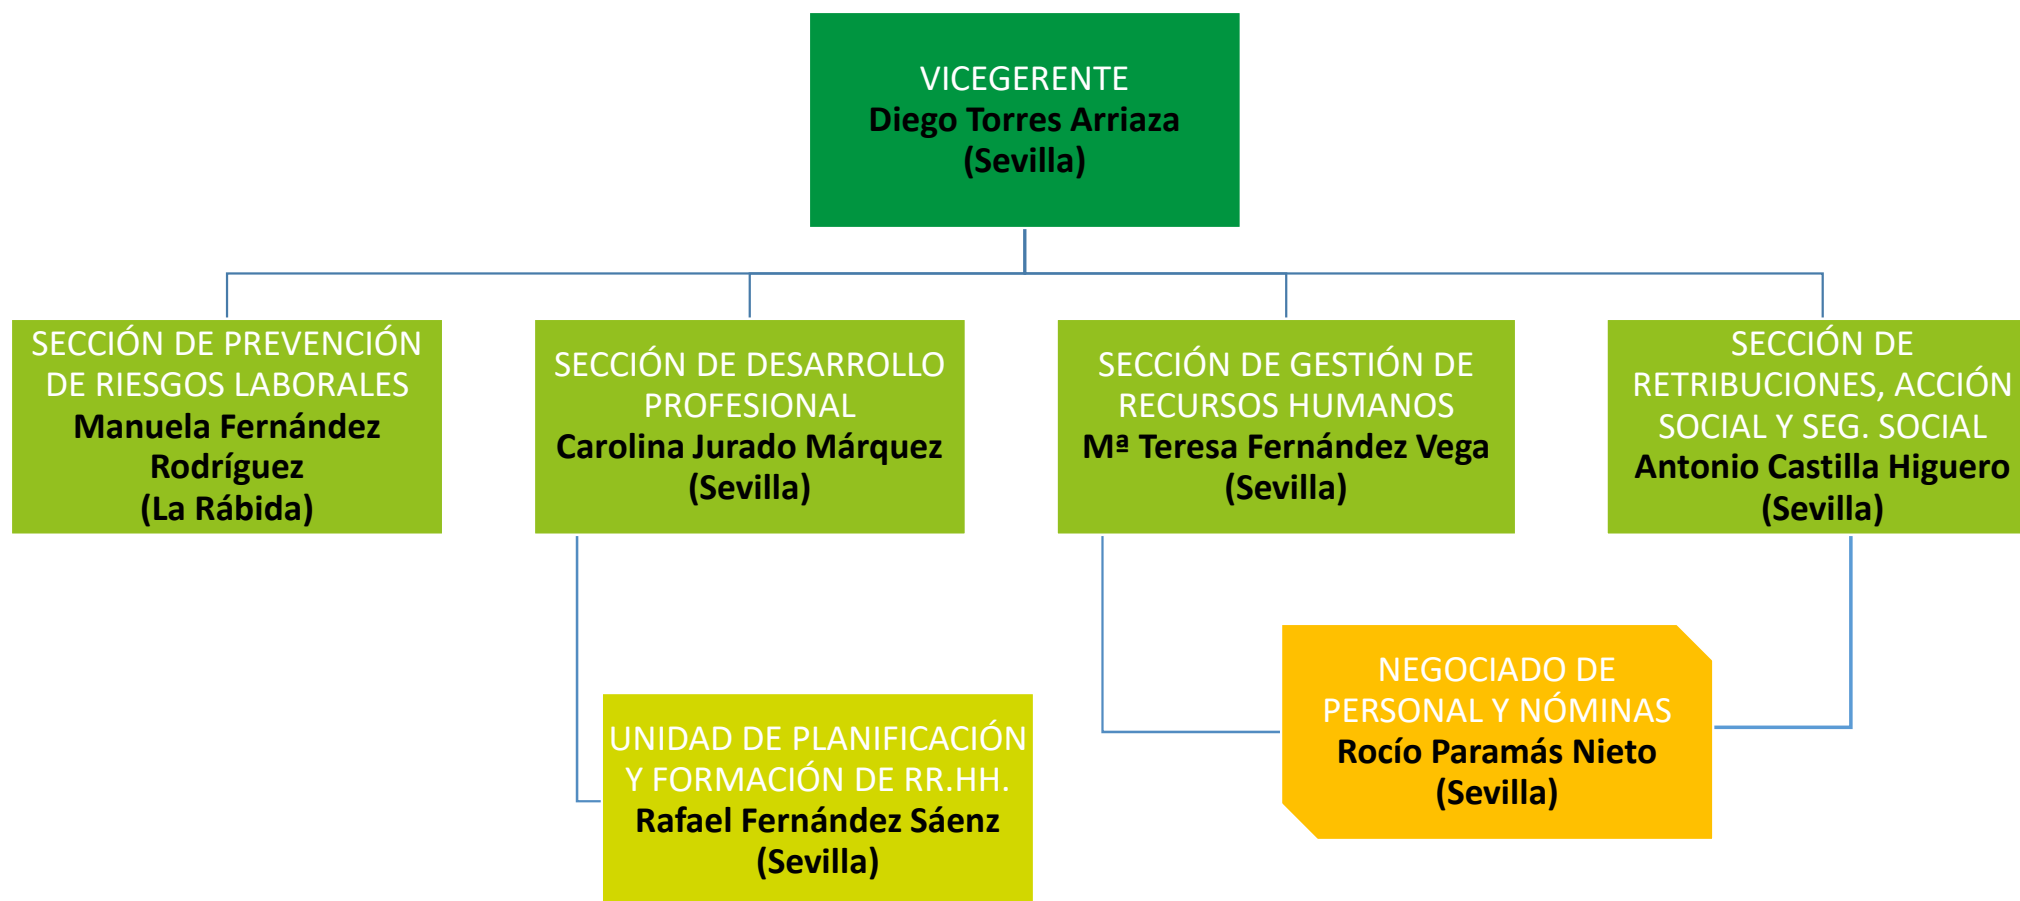 VICEGERENTE
Diego Torres Arriaza
(Sevilla)
SECCIÓN DE PREVENCIÓN
DE RIESGOS LABORALES
Manuela Fernández
Rodríguez
(La Rábida)
SECCIÓN DE DESARROLLO
PROFESIONAL
Carolina Jurado Márquez
(Sevilla)
SECCIÓN DE GESTIÓN DE
RECURSOS HUMANOS
Mª Teresa Fernández Vega
(Sevilla)
SECCIÓN DE
RETRIBUCIONES, ACCIÓN
SOCIAL Y SEG. SOCIAL
Antonio Castilla Higuero
(Sevilla)
UNIDAD DE PLANIFICACIÓN
Y FORMACIÓN DE RR.HH.
Rafael Fernández Sáenz
(Sevilla)
NEGOCIADO DE
PERSONAL Y NÓMINAS
Rocío Paramás Nieto
(Sevilla)